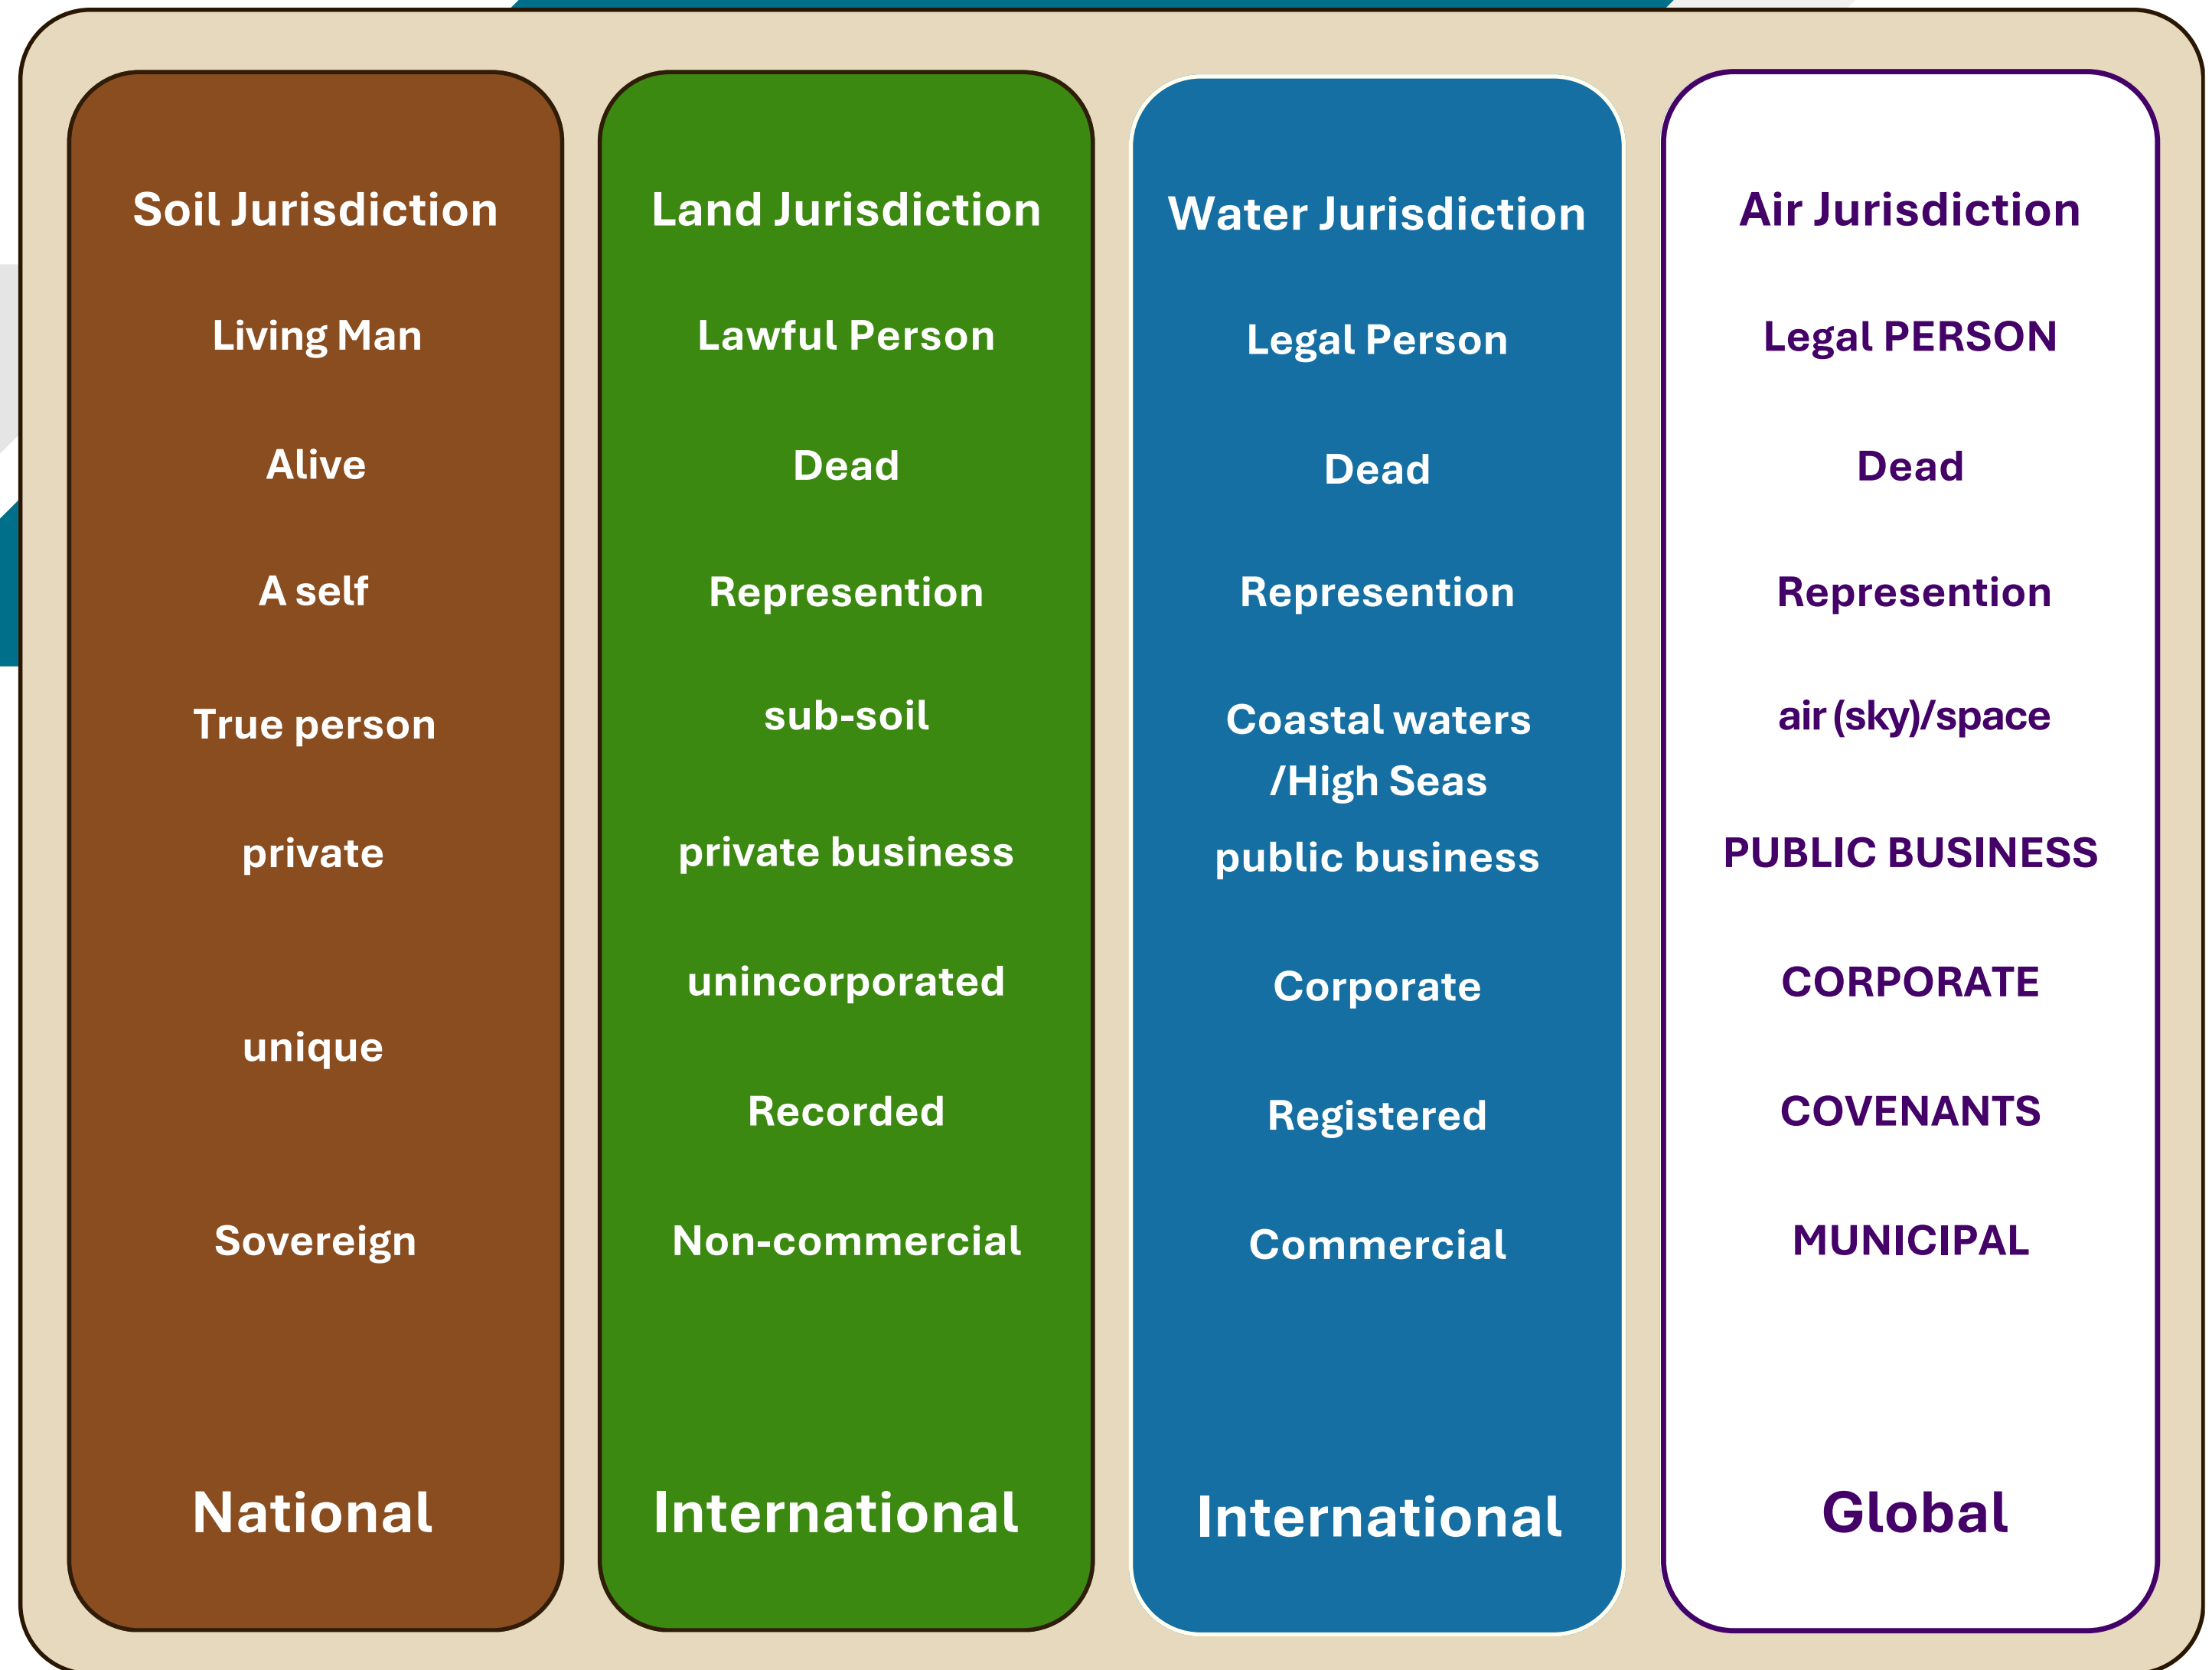 Soil Jurisdiction
Living Man
Alive
A self
True person
private
unique
Sovereign
National
Land Jurisdiction
Lawful Person
Dead
Represention
sub-soil
private business
unincorporated
Recorded
Non-commercial
International
Water Jurisdiction
Legal Person
Dead
Represention
Coastal waters
/High Seas
public business
Corporate
Registered
Commercial
International
Air Jurisdiction
Legal PERSON
Dead
Represention
air (sky)/space
PUBLIC BUSINESS
CORPORATE
COVENANTS
MUNICIPAL
Global